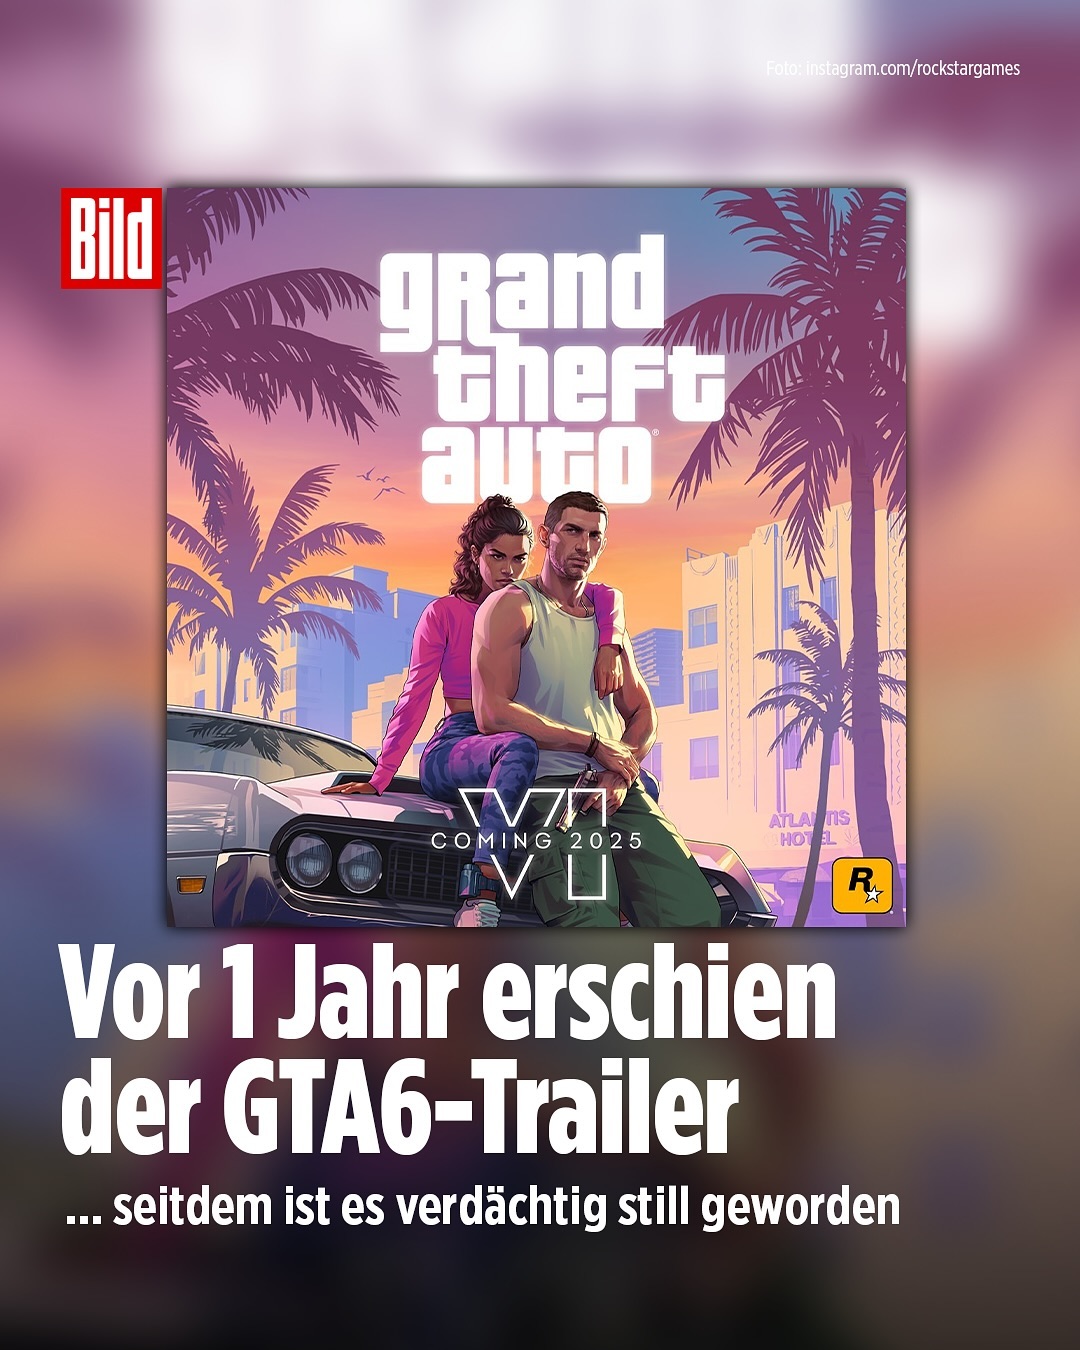 Foto: instagram.com/rockstargames
Bild
grand
theft
auto®
VI
COMING 2025
ATLANTIS
HOTEL
R
Vor 1 Jahr erschien
der GTA6-Trailer
... seitdem ist es verdächtig still geworden